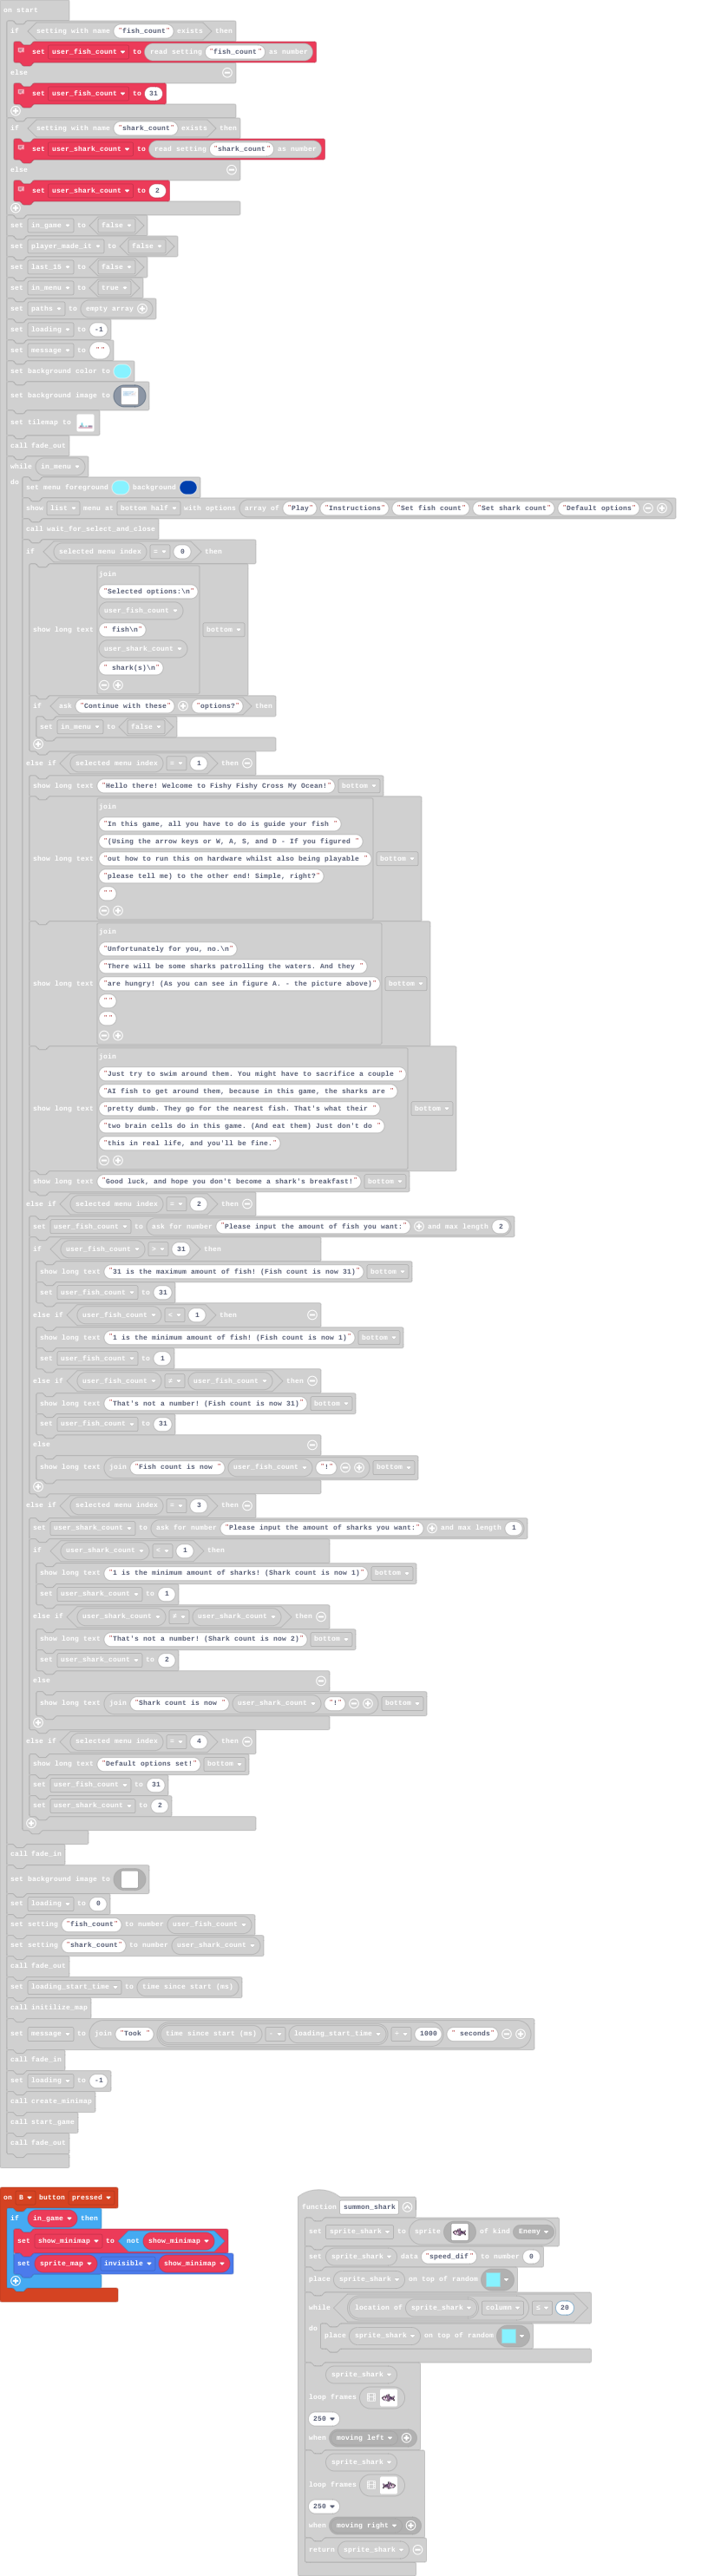 on start
if setting with name "fish_count" exists then
set user_fish_count to read setting "fish_count" as number
else
set user_fish_count to 31
if setting with name "shark_count" exists then
set user_shark_count to read setting "shark_count" as number
else
set user_shark_count to 2
set in_game to false
set player_made_it to false
set last_15 to false
set in_menu to true
set paths to empty array
set loading to -1
set message to ""
set background color to
set background image to
set tilemap to
call fade_out
while in_menu
do
set menu foreground background
show list menu at bottom half with options array of "Play" "Instructions" "Set fish count" "Set shark count" "Default options"
call wait_for_select_and_close
if selected menu index = 0 then
join
"Selected options:\n"
user_fish_count
show long text " fish\n" bottom
user_shark_count
" shark(s)\n"
if ask "Continue with these" "options?" then
set in_menu to false
else if selected menu index = 1 then
show long text "Hello there! Welcome to Fishy Fishy Cross My Ocean!" bottom
join
"In this game, all you have to do is guide your fish "
"(Using the arrow keys or W, A, S, and D - If you figured "
show long text "out how to run this on hardware whilst also being playable " bottom
"please tell me) to the other end! Simple, right?"
""
join
"Unfortunately for you, no.\n"
"There will be some sharks patrolling the waters. And they "
show long text "are hungry! (As you can see in figure A. - the picture above)" bottom
""
""
join
"Just try to swim around them. You might have to sacrifice a couple "
"AI fish to get around them, because in this game, the sharks are "
show long text "pretty dumb. They go for the nearest fish. That's what their " bottom
"two brain cells do in this game. (And eat them) Just don't do "
"this in real life, and you'll be fine."
show long text "Good luck, and hope you don't become a shark's breakfast!" bottom
else if selected menu index = 2 then
set user_fish_count to ask for number "Please input the amount of fish you want:" and max length 2
if user_fish_count > 31 then
show long text "31 is the maximum amount of fish! (Fish count is now 31)" bottom
set user_fish_count to 31
else if user_fish_count < 1 then
show long text "1 is the minimum amount of fish! (Fish count is now 1)" bottom
set user_fish_count to 1
else if user_fish_count ≠ user_fish_count then
show long text "That's not a number! (Fish count is now 31)" bottom
set user_fish_count to 31
else
show long text join "Fish count is now " user_fish_count "!" bottom
else if selected menu index = 3 then
set user_shark_count to ask for number "Please input the amount of sharks you want:" and max length 1
if user_shark_count < 1 then
show long text "1 is the minimum amount of sharks! (Shark count is now 1)" bottom
set user_shark_count to 1
else if user_shark_count ≠ user_shark_count then
show long text "That's not a number! (Shark count is now 2)" bottom
set user_shark_count to 2
else
show long text join "Shark count is now " user_shark_count "!" bottom
else if selected menu index = 4 then
show long text "Default options set!" bottom
set user_fish_count to 31
set user_shark_count to 2
call fade_in
set background image to
set loading to 0
set setting "fish_count" to number user_fish_count
set setting "shark_count" to number user_shark_count
call fade_out
set loading_start_time to time since start (ms)
call initilize_map
set message to join "Took " time since start (ms) - loading_start_time ÷ 1000 " seconds"
call fade_in
set loading to -1
call create_minimap
call start_game
call fade_out
on B button pressed
if in_game then
set show_minimap to not show_minimap
set sprite_map invisible show_minimap
function summon_shark
set sprite_shark to sprite of kind Enemy
set sprite_shark data "speed_dif" to number 0
place sprite_shark on top of random
while location of sprite_shark column ≤ 20
do
place sprite_shark on top of random
sprite_shark
loop frames
250
when moving left
sprite_shark
loop frames
250
when moving right
return sprite_shark